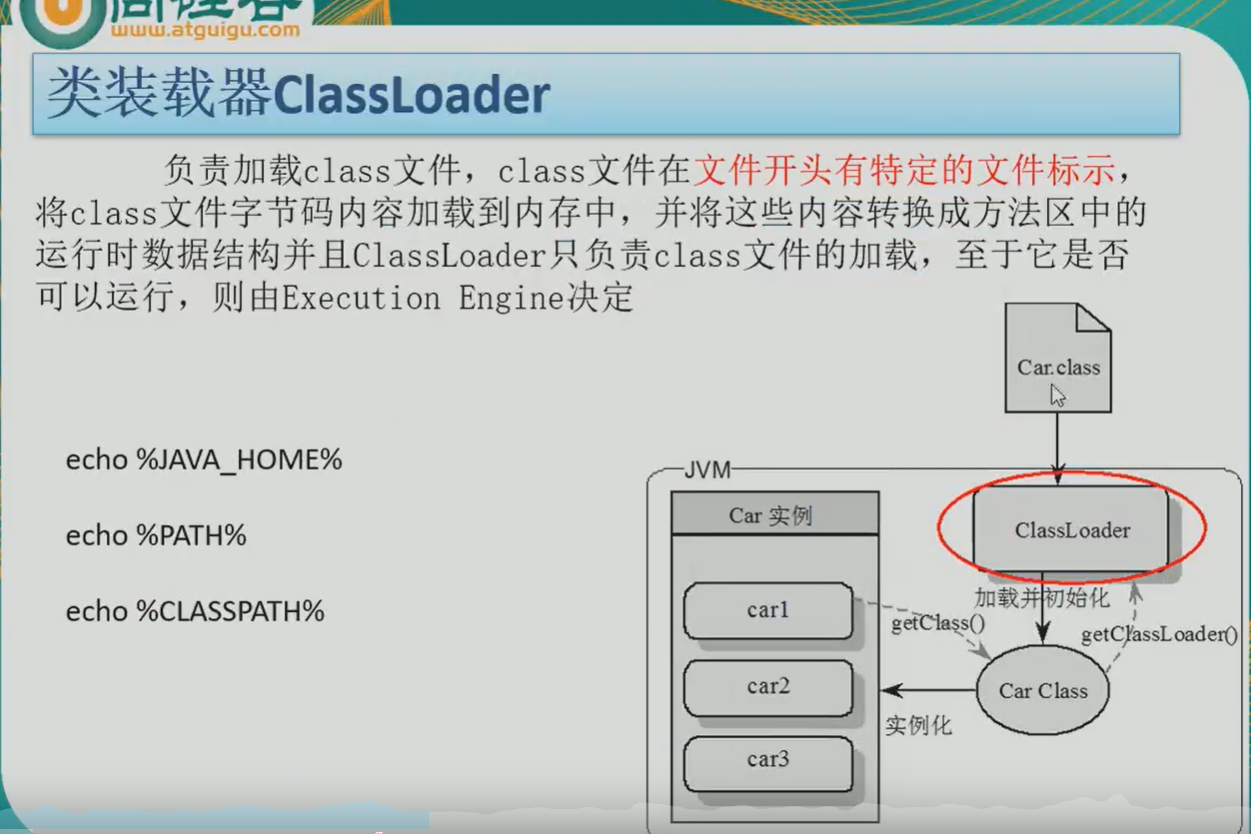 www.atguigu.com
类装载器ClassLoader
负责加载class文件，class文件在文件开头有特定的文件标示，
将class文件字节码内容加载到内存中，并将这些内容转换成方法区中的
运行时数据结构并且ClassLoader只负责class文件的加载，至于它是否
可以运行，则由Execution Engine决定
echo %JAVA_HOME%
echo %PATH%
echo %CLASSPATH%
Car.class
JVM
Car 实例
ClassLoader
加载并初始化
car1
getClass()
getClassLoader()
car2
Car Class
实例化
car3